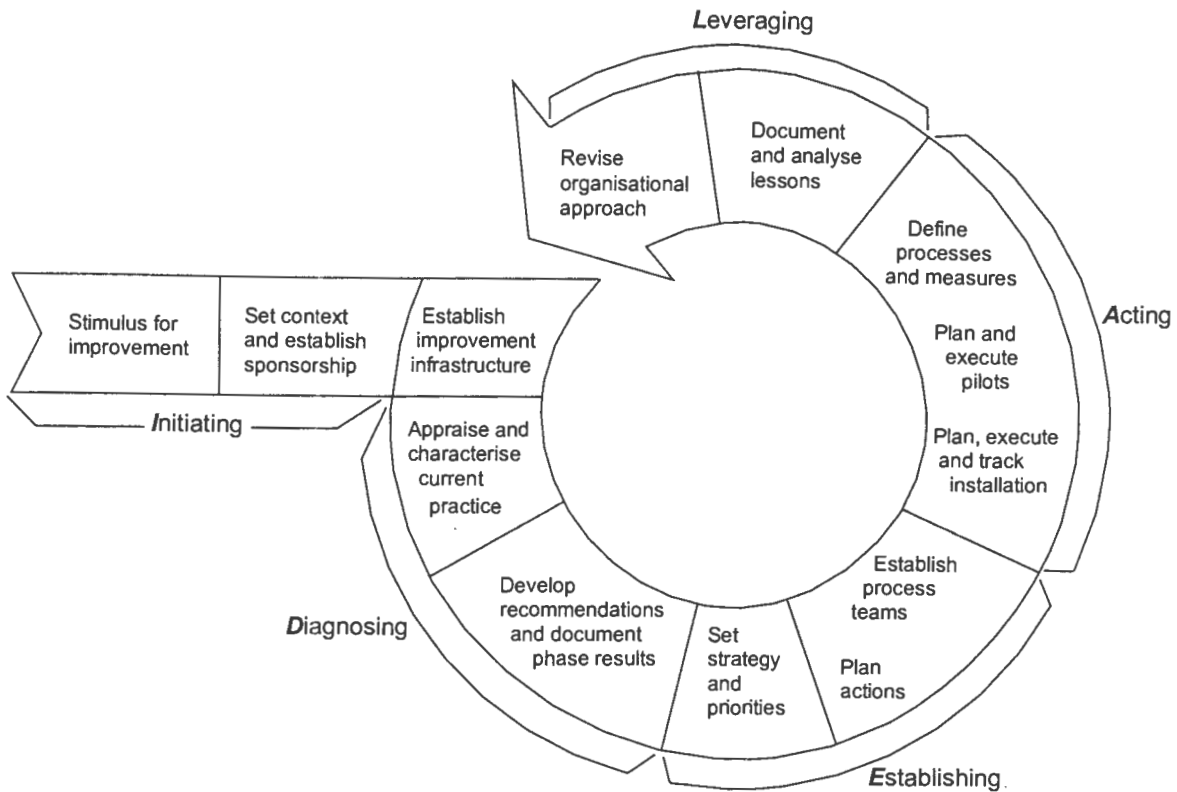 Leveraging
Revise
organisational
approach
Document
and analyse
lessons
Define
processes
and measures
Acting
Plan and
execute
pilots
Plan, execute
and track
installation
Stimulus for
improvement
Set context
and establish
sponsorship
Establish
improvement
infrastructure
Initiating
Appraise and
characterise
current
practice
Diagnosing
Develop
recommendations
and document
phase results
Set
strategy
and
priorities
Establish
process
teams
Plan
actions
Establishing